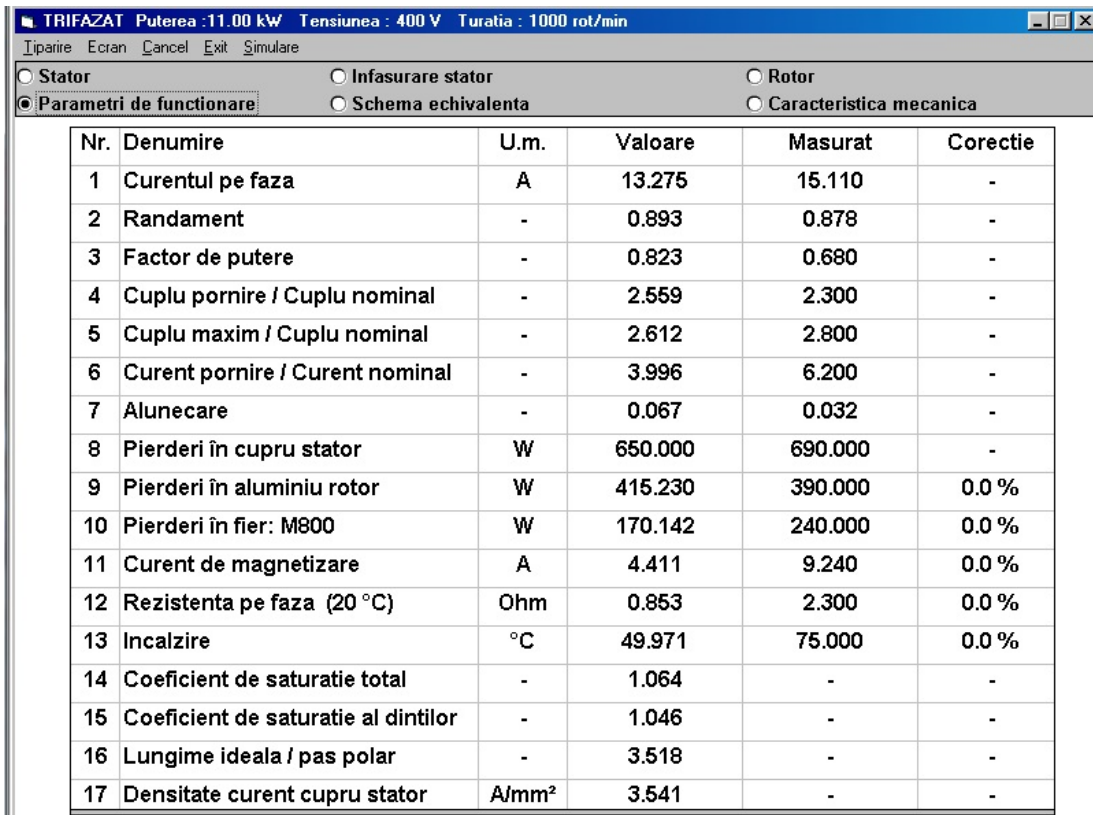 TRIFAZAT Puterea :11.00 kW Tensiunea : 400 V Turatia : 1000 rot/min
Tiparire Ecran Cancel Exit Simulare
Stator Infasurare stator Rotor
Parametri de functionare Schema echivalenta Caracteristica mecanica
Nr. Denumire U.m. Valoare Masurat Corectie
1 Curentul pe faza A 13.275 15.110 -
2 Randament - 0.893 0.878 -
3 Factor de putere - 0.823 0.680 -
4 Cuplu pornire / Cuplu nominal - 2.559 2.300 -
5 Cuplu maxim / Cuplu nominal - 2.612 2.800 -
6 Curent pornire / Curent nominal - 3.996 6.200 -
7 Alunecare - 0.067 0.032 -
8 Pierderi în cupru stator W 650.000 690.000 -
9 Pierderi în aluminiu rotor W 415.230 390.000 0.0 %
10 Pierderi în fier: M800 W 170.142 240.000 0.0 %
11 Curent de magnetizare A 4.411 9.240 0.0 %
12 Rezistenta pe faza (20 °C) Ohm 0.853 2.300 0.0 %
13 Incalzire °C 49.971 75.000 0.0 %
14 Coeficient de saturatie total - 1.064 - -
15 Coeficient de saturatie al dintilor - 1.046 - -
16 Lungime ideala / pas polar - 3.518 - -
17 Densitate curent cupru stator A/mm² 3.541 - -